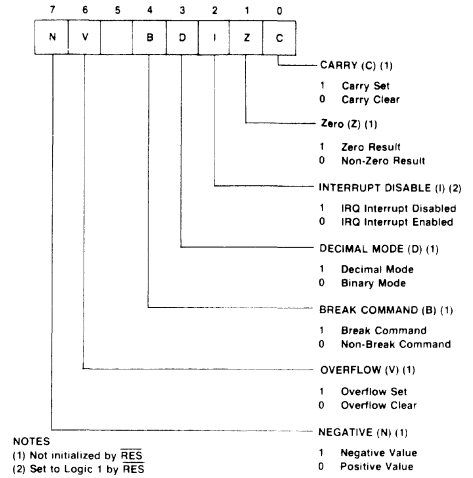 7 6 5 4 3 2 1 0
N V B D I Z C
CARRY (C) (1)
1 Carry Set
0 Carry Clear
Zero (Z) (1)
1 Zero Result
0 Non-Zero Result
INTERRUPT DISABLE (I) (2)
1 IRQ Interrupt Disabled
0 IRQ Interrupt Enabled
DECIMAL MODE (D) (1)
1 Decimal Mode
0 Binary Mode
BREAK COMMAND (B) (1)
1 Break Command
0 Non-Break Command
OVERFLOW (V) (1)
1 Overflow Set
0 Overflow Clear
NEGATIVE (N) (1)
1 Negative Value
0 Positive Value
NOTES
(1) Not initialized by R̅E̅S̅
(2) Set to Logic 1 by R̅E̅S̅